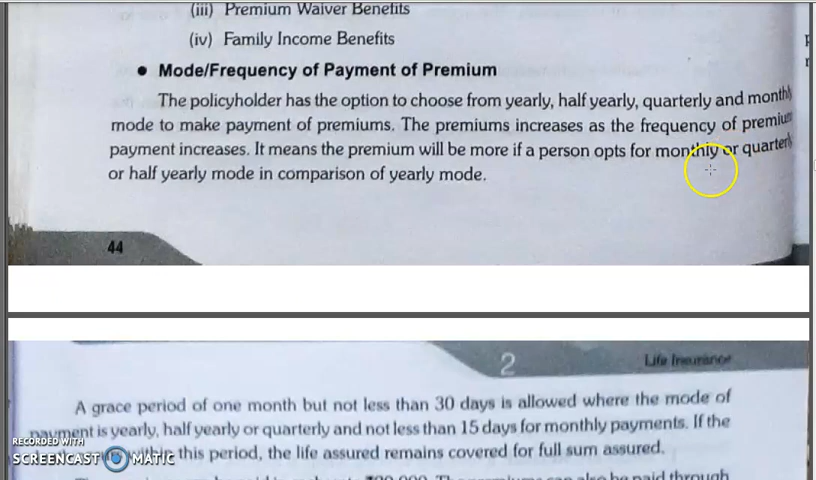 (iii) Premium Waiver Benefits
(iv) Family Income Benefits
• Mode/Frequency of Payment of Premium
The policyholder has the option to choose from yearly, half yearly, quarterly and monthly
mode to make payment of premiums. The premiums increases as the frequency of premium
payment increases. It means the premium will be more if a person opts for monthly or quarterly
or half yearly mode in comparison of yearly mode.
44
2 Life Insurance
A grace period of one month but not less than 30 days is allowed where the mode of
payment is yearly, half yearly or quarterly and not less than 15 days for monthly payments. If the
this period, the life assured remains covered for full sum assured.
RECORDED WITH
SCREENCAST MATIC
can also be paid through